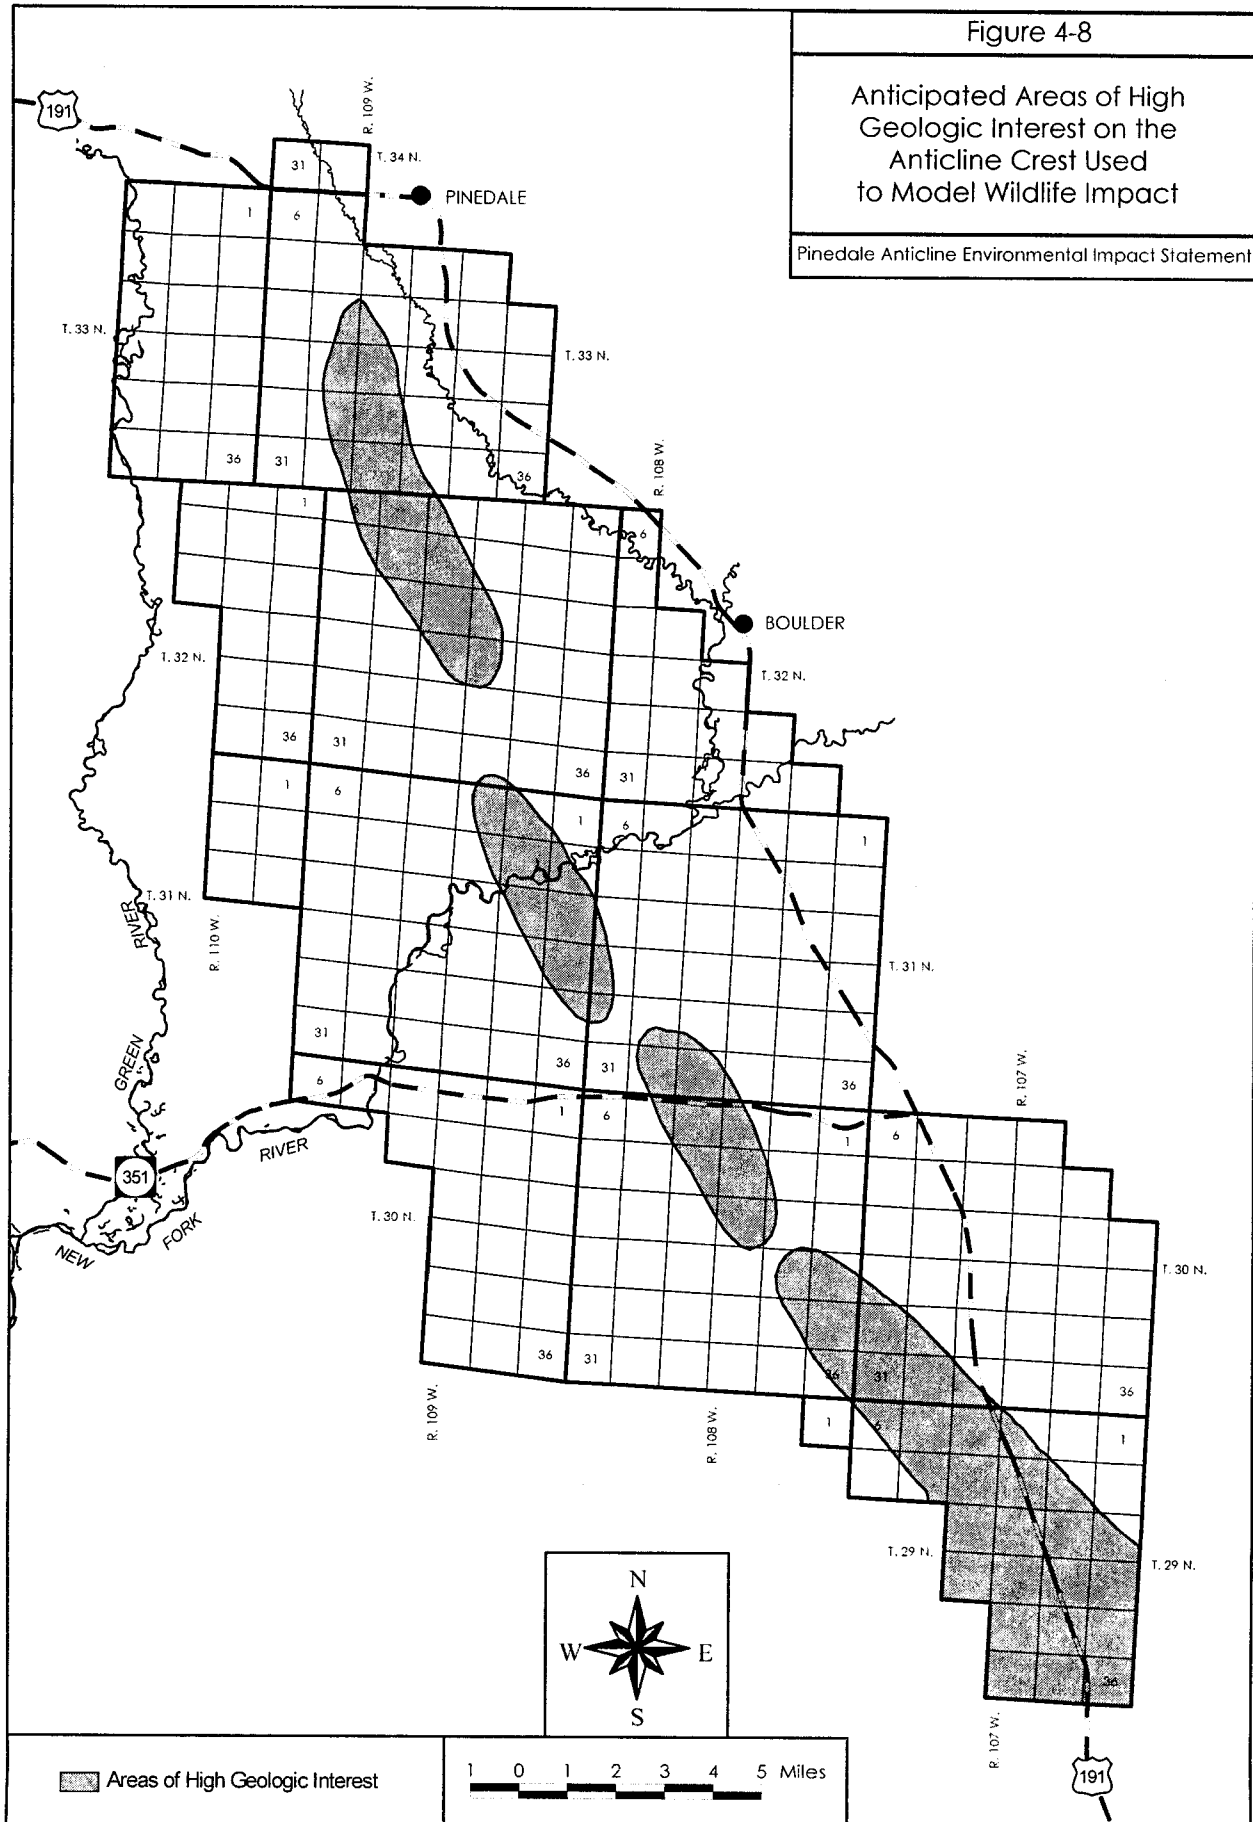 Figure 4-8
Anticipated Areas of High
Geologic Interest on the
Anticline Crest Used
to Model Wildlife Impact
Pinedale Anticline Environmental Impact Statement
191
R. 109 W.
31
T. 34 N.
PINEDALE
1
6
T. 33 N.
T. 33 N.
36
31
36
R. 108 W.
1
6
6
BOULDER
T. 32 N.
T. 32 N.
36
31
36
31
1
6
1
6
1
T. 31 N.
RIVER
R. 110 W.
T. 31 N.
31
36
31
36
GREEN
R. 107 W.
6
1
6
1
6
RIVER
351
FORK
NEW
T. 30 N.
T. 30 N.
36
31
36
31
36
R. 109 W.
R. 108 W.
1
6
1
T. 29 N.
T. 29 N.
36
R. 107 W.
N
W
E
S
191
Areas of High Geologic Interest
1 0 1 2 3 4 5 Miles